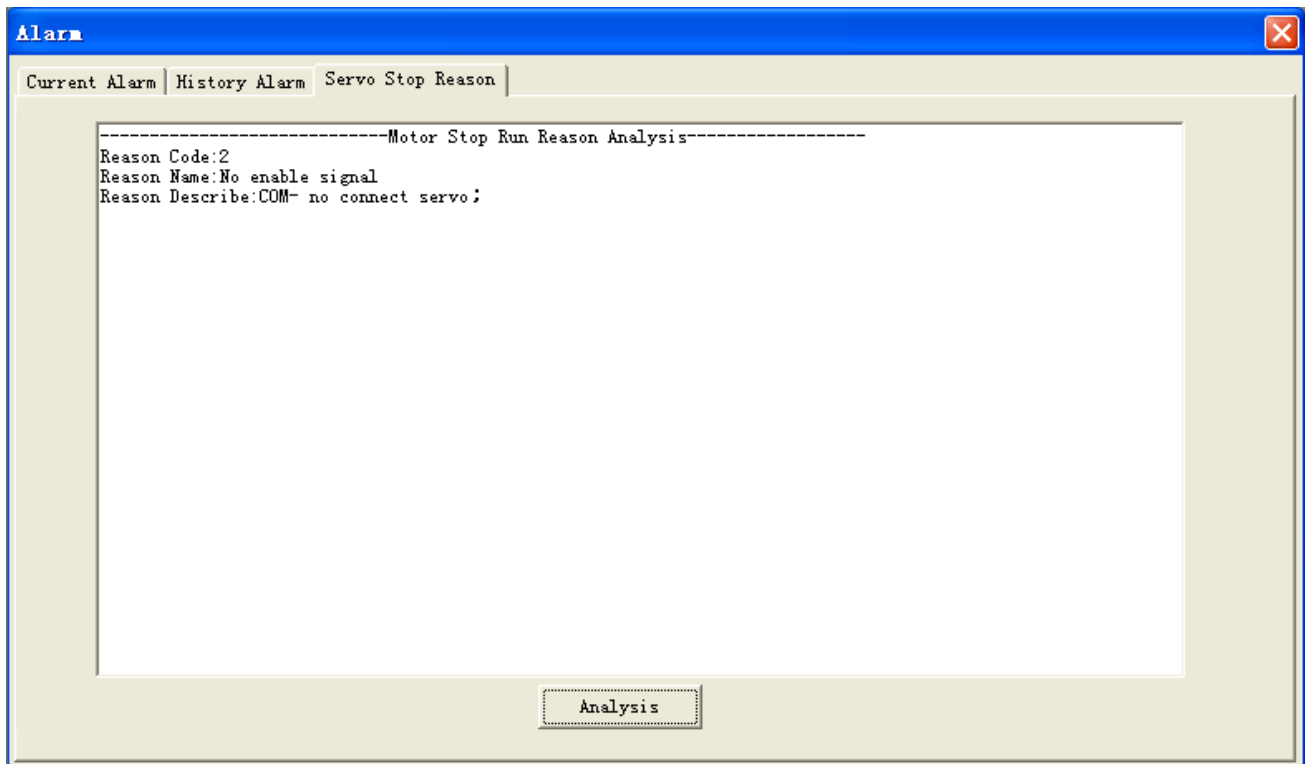 Alarm
Current Alarm History Alarm Servo Stop Reason
-----------------------------Motor Stop Run Reason Analysis------------------
Reason Code:2
Reason Name:No enable signal
Reason Describe:COM- no connect servo;
Analysis